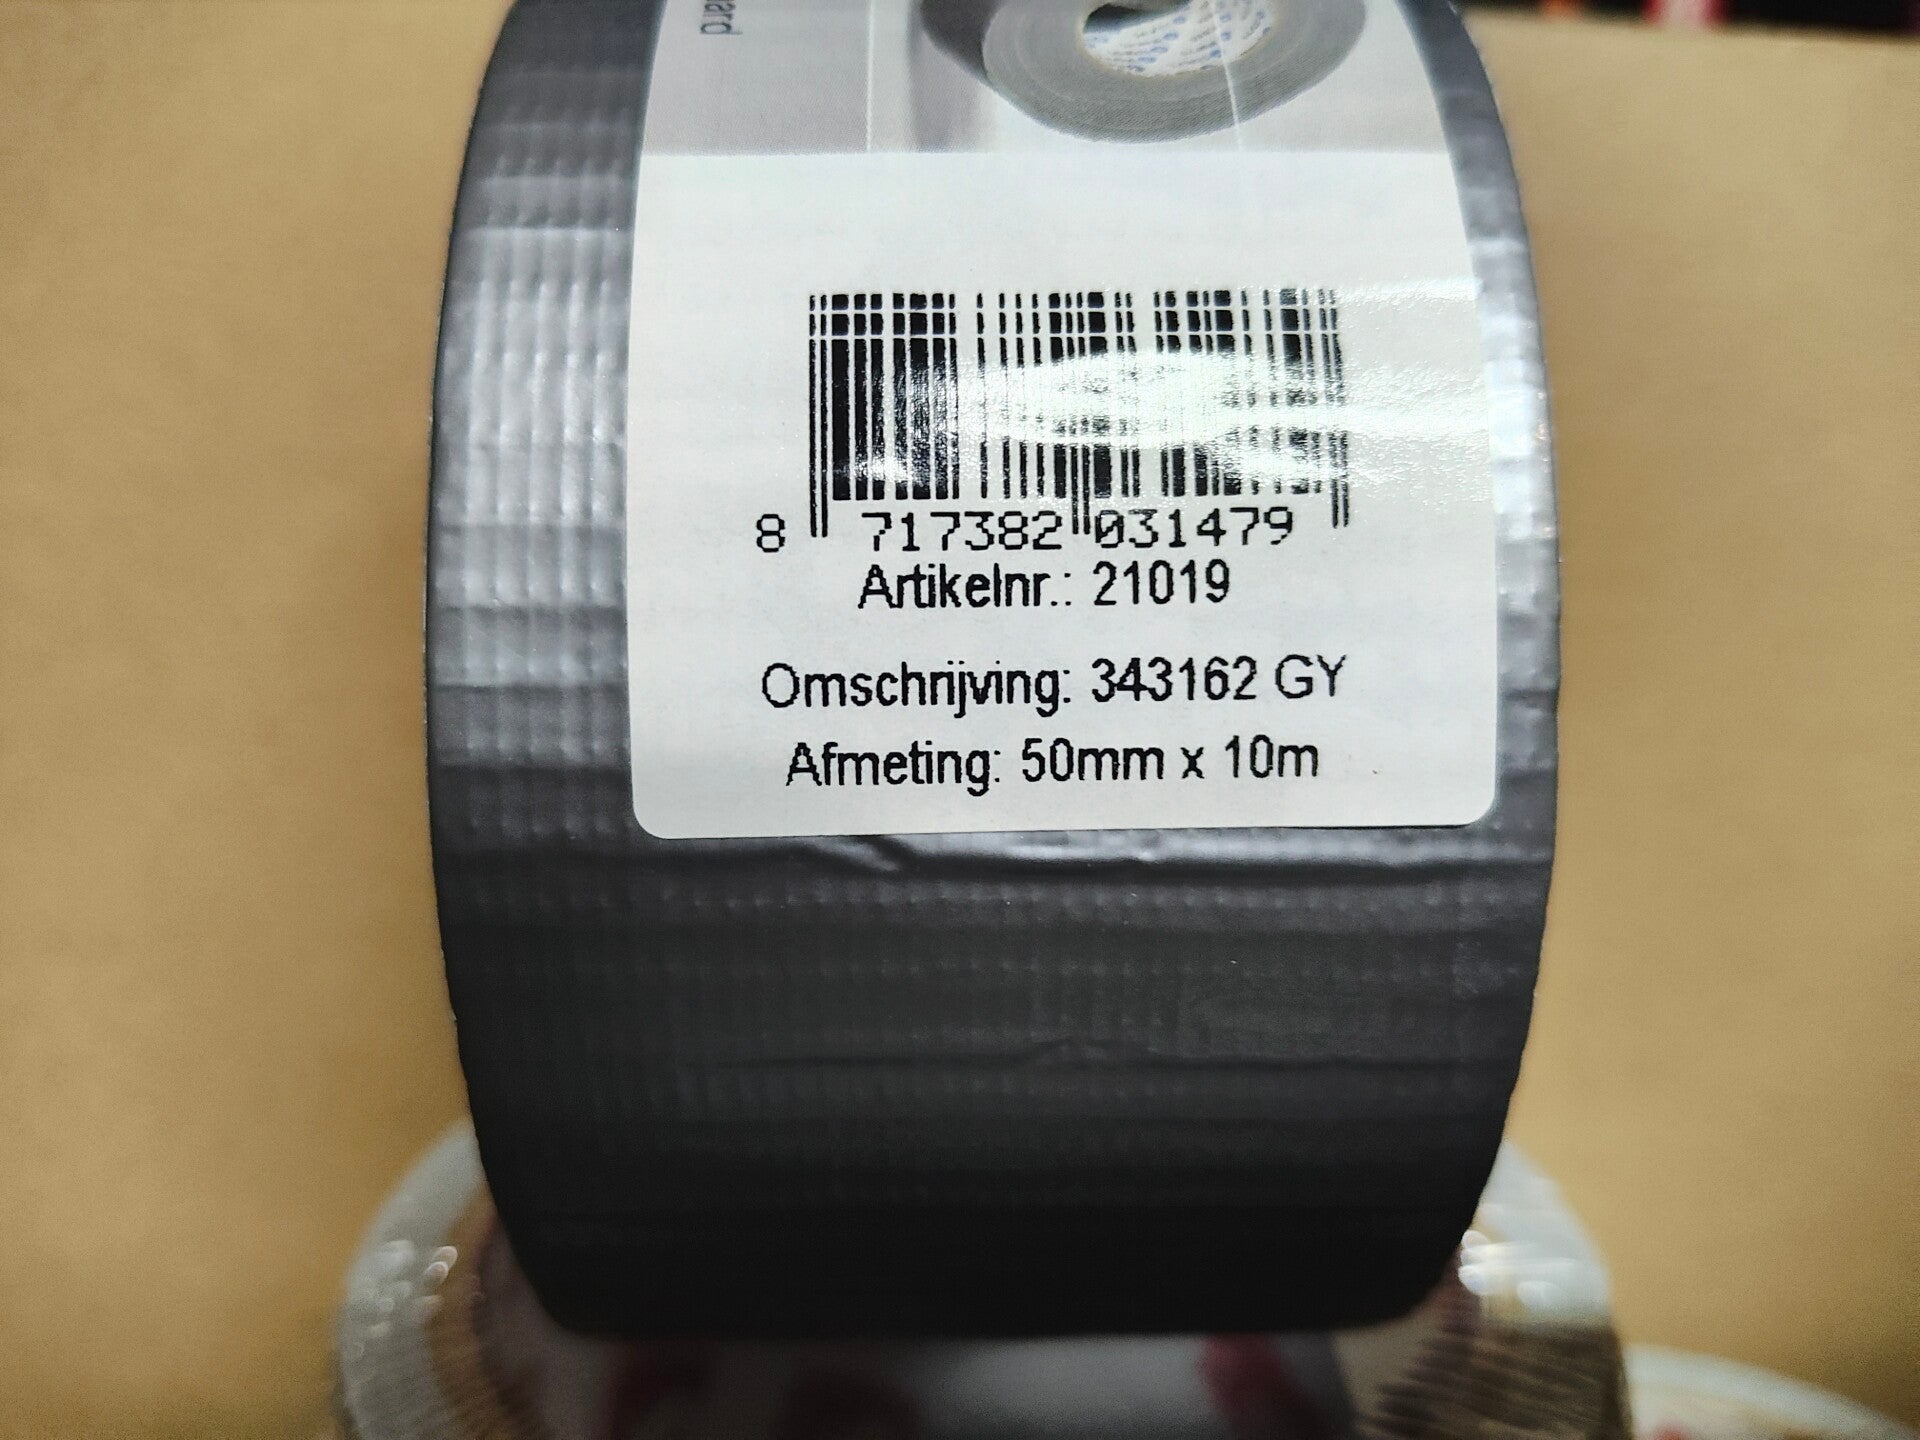 8 717382 031479
Artikelnr.: 21019
Omschrijving: 343162 GY
Afmeting: 50mm x 10m